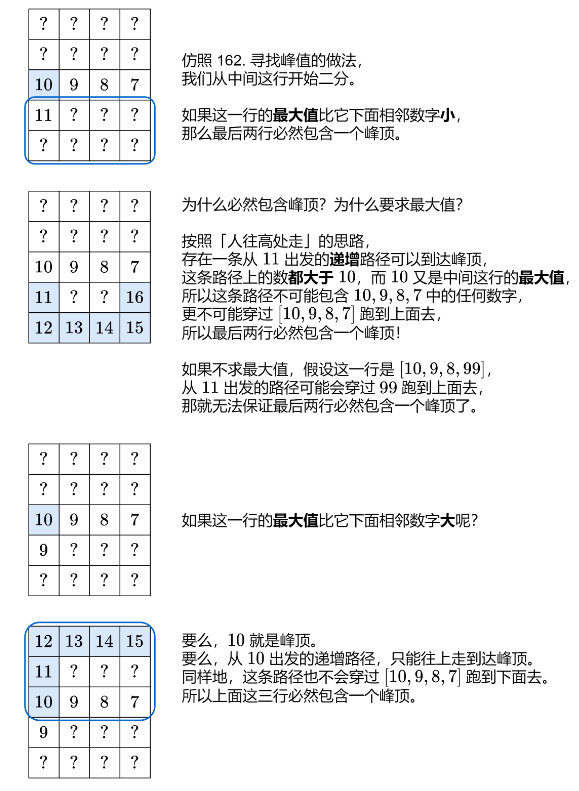 ? ? ? ?
? ? ? ?
10 9 8 7
11 ? ? ?
? ? ? ?
仿照 162. 寻找峰值的做法，
我们从中间这行开始二分。
如果这一行的最大值比它下面相邻数字小，
那么最后两行必然包含一个峰顶。
? ? ? ?
? ? ? ?
10 9 8 7
11 ? ? 16
12 13 14 15
为什么必然包含峰顶？为什么要求最大值？
按照「人往高处走」的思路，
存在一条从 11 出发的递增路径可以到达峰顶，
这条路径上的数都大于 10，而 10 又是中间这行的最大值，
所以这条路径不可能包含 10, 9, 8, 7 中的任何数字，
更不可能穿过 [10, 9, 8, 7] 跑到上面去，
所以最后两行必然包含一个峰顶！
如果不求最大值，假设这一行是 [10, 9, 8, 99]，
从 11 出发的路径可能会穿过 99 跑到上面去，
那就无法保证最后两行必然包含一个峰顶了。
? ? ? ?
? ? ? ?
10 9 8 7
9 ? ? ?
? ? ? ?
如果这一行的最大值比它下面相邻数字大呢？
12 13 14 15
11 ? ? ?
10 9 8 7
9 ? ? ?
? ? ? ?
要么，10 就是峰顶。
要么，从 10 出发的递增路径，只能往上走到达峰顶。
同样地，这条路径也不会穿过 [10, 9, 8, 7] 跑到下面去。
所以上面这三行必然包含一个峰顶。